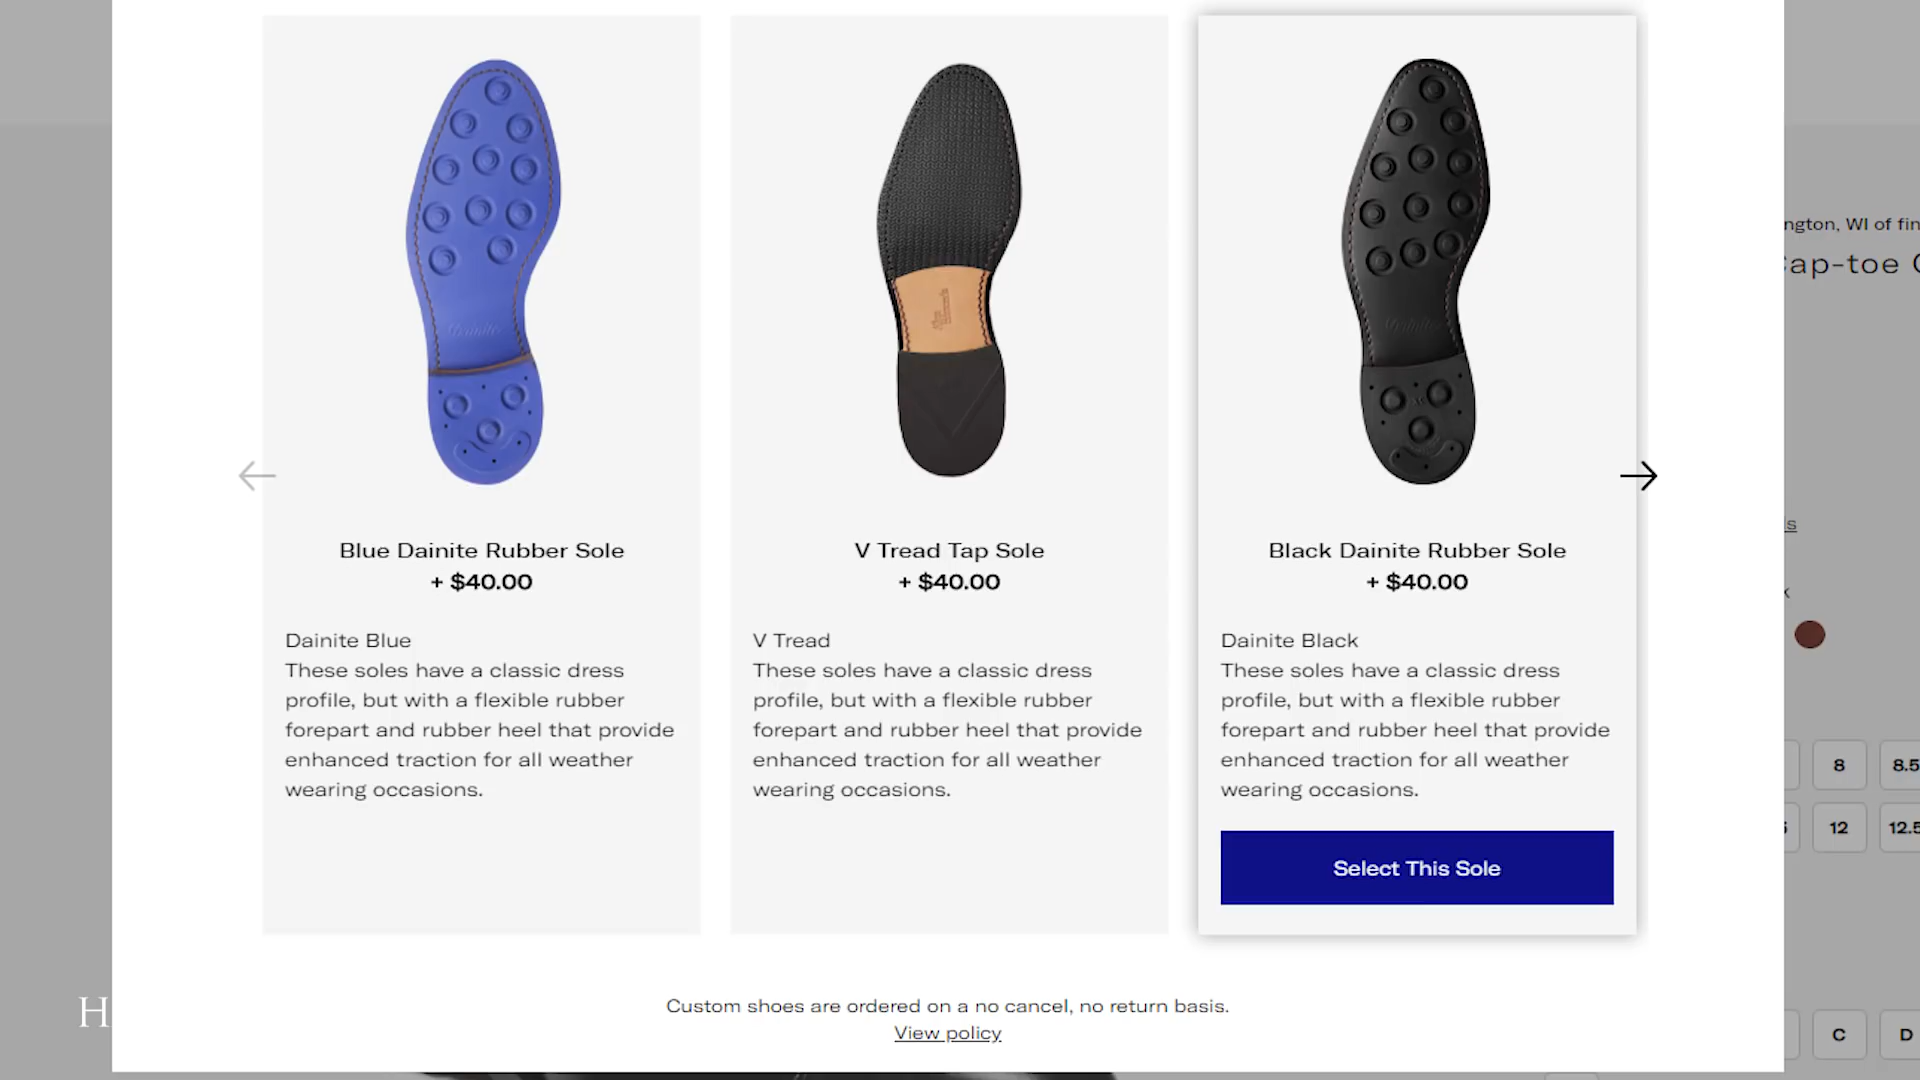 Blue Dainite Rubber Sole
+ $40.00
Dainite Blue
These soles have a classic dress
profile, but with a flexible rubber
forepart and rubber heel that provide
enhanced traction for all weather
wearing occasions.
V Tread Tap Sole
+ $40.00
V Tread
These soles have a classic dress
profile, but with a flexible rubber
forepart and rubber heel that provide
enhanced traction for all weather
wearing occasions.
Black Dainite Rubber Sole
+ $40.00
Dainite Black
These soles have a classic dress
profile, but with a flexible rubber
forepart and rubber heel that provide
enhanced traction for all weather
wearing occasions.
Select This Sole
Custom shoes are ordered on a no cancel, no return basis.
View policy
ngton, WI of fin
Cap-toe
8
8.5
12
12.5
C
D
H